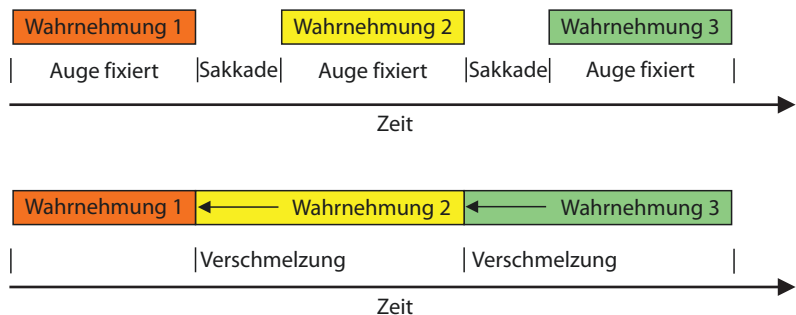 Wahrnehmung 1 Wahrnehmung 2 Wahrnehmung 3
Auge fixiert Sakkade Auge fixiert Sakkade Auge fixiert
Zeit
Wahrnehmung 1 Wahrnehmung 2 Wahrnehmung 3
Verschmelzung Verschmelzung
Zeit